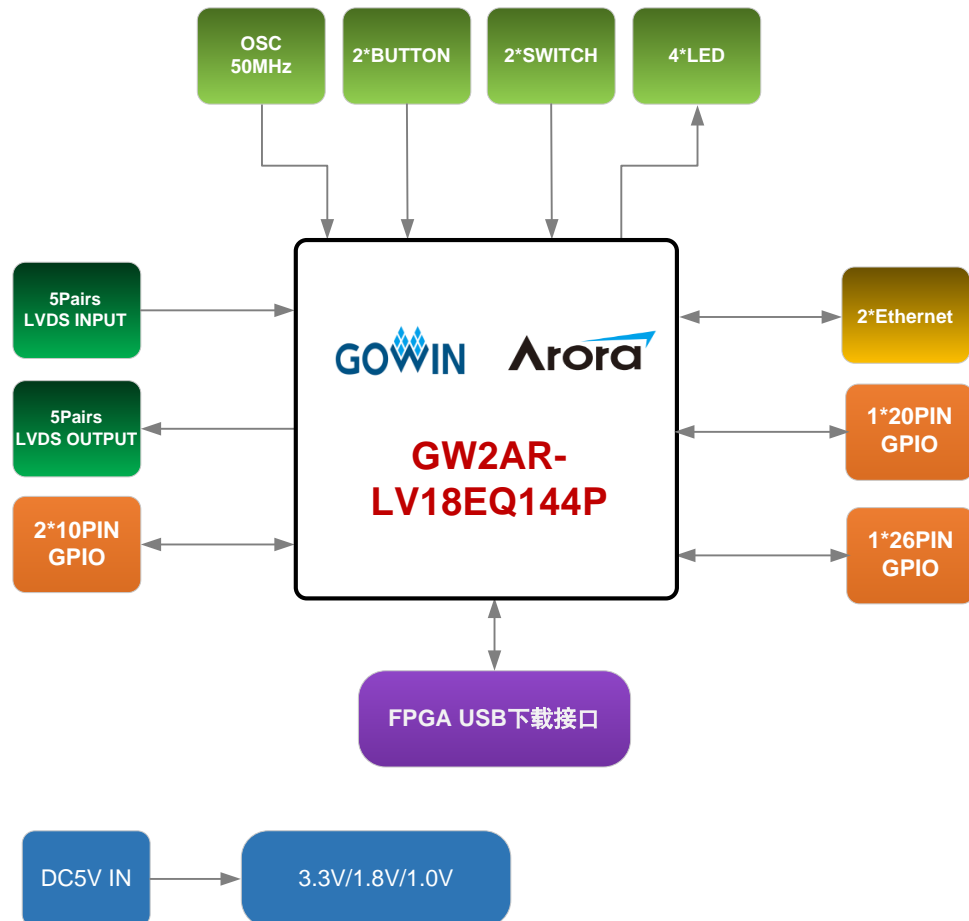 OSC
50MHz
2*BUTTON
2*SWITCH
4*LED
5Pairs
LVDS INPUT
GOWIN
Arora
2*Ethernet
5Pairs
LVDS OUTPUT
GW2AR-
LV18EQ144P
1*20PIN
GPIO
2*10PIN
GPIO
1*26PIN
GPIO
FPGA USB下载接口
DC5V IN
3.3V/1.8V/1.0V